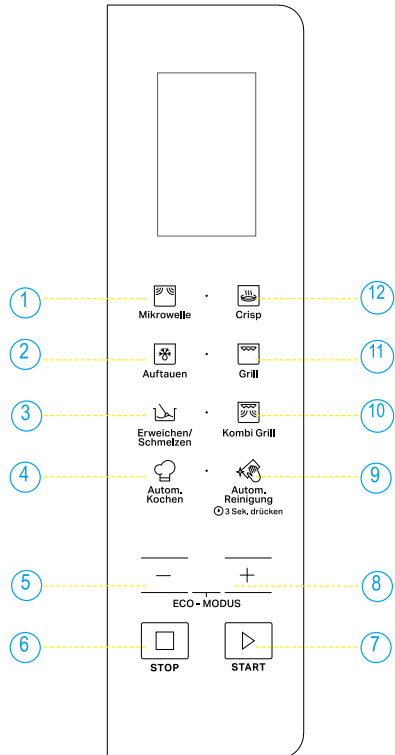 1
Mikrowelle
12
Crisp
2
Auftauen
11
Grill
3
Erweichen/
Schmelzen
10
Kombi Grill
4
Autom.
Kochen
9
Autom.
Reinigung
3 Sek. drücken
5
−
+
8
ECO - MODUS
6
STOP
7
START